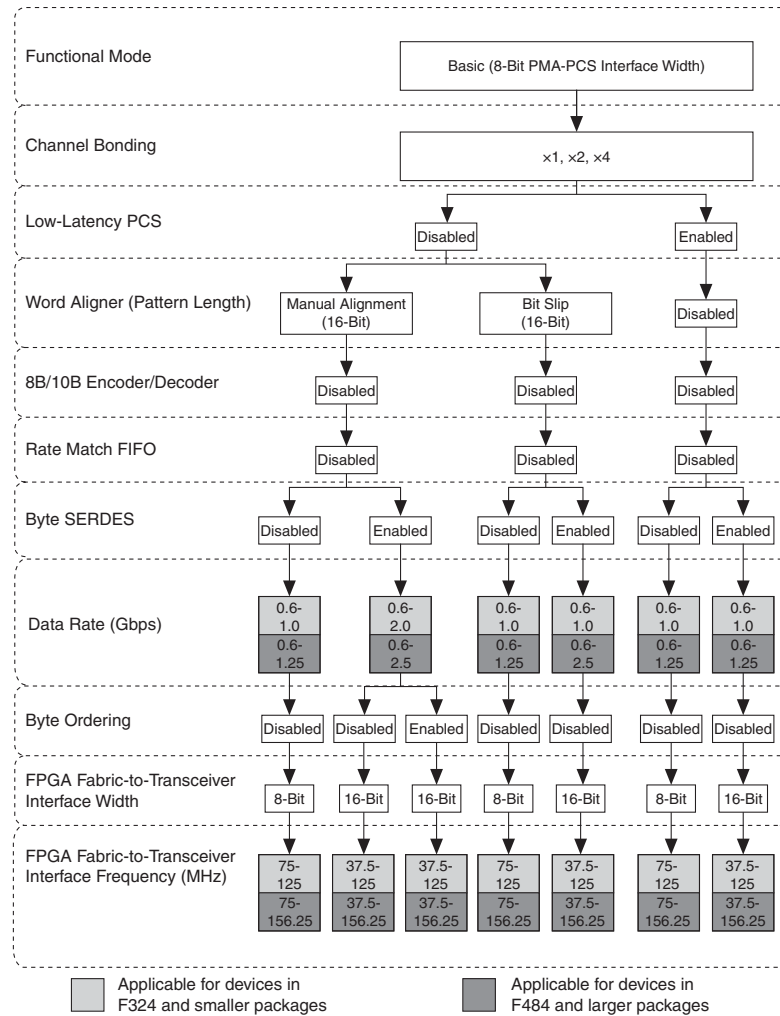 Functional Mode
Basic (8-Bit PMA-PCS Interface Width)
Channel Bonding
×1, ×2, ×4
Low-Latency PCS
Disabled
Enabled
Word Aligner (Pattern Length)
Manual Alignment
(16-Bit)
Bit Slip
(16-Bit)
Disabled
8B/10B Encoder/Decoder
Disabled
Disabled
Disabled
Rate Match FIFO
Disabled
Disabled
Disabled
Byte SERDES
Disabled
Enabled
Disabled
Enabled
Disabled
Enabled
Data Rate (Gbps)
0.6-
1.0
0.6-
1.25
0.6-
2.0
0.6-
2.5
0.6-
1.0
0.6-
1.25
0.6-
1.0
0.6-
2.5
0.6-
1.0
0.6-
1.25
0.6-
1.0
0.6-
1.25
Byte Ordering
Disabled
Disabled
Enabled
Disabled
Disabled
Disabled
Disabled
FPGA Fabric-to-Transceiver
Interface Width
8-Bit
16-Bit
16-Bit
8-Bit
16-Bit
8-Bit
16-Bit
FPGA Fabric-to-Transceiver
Interface Frequency (MHz)
75-
125
75-
156.25
37.5-
125
37.5-
156.25
37.5-
125
37.5-
156.25
75-
125
75-
156.25
37.5-
125
37.5-
156.25
75-
125
75-
156.25
37.5-
125
37.5-
156.25
Applicable for devices in
F324 and smaller packages
Applicable for devices in
F484 and larger packages